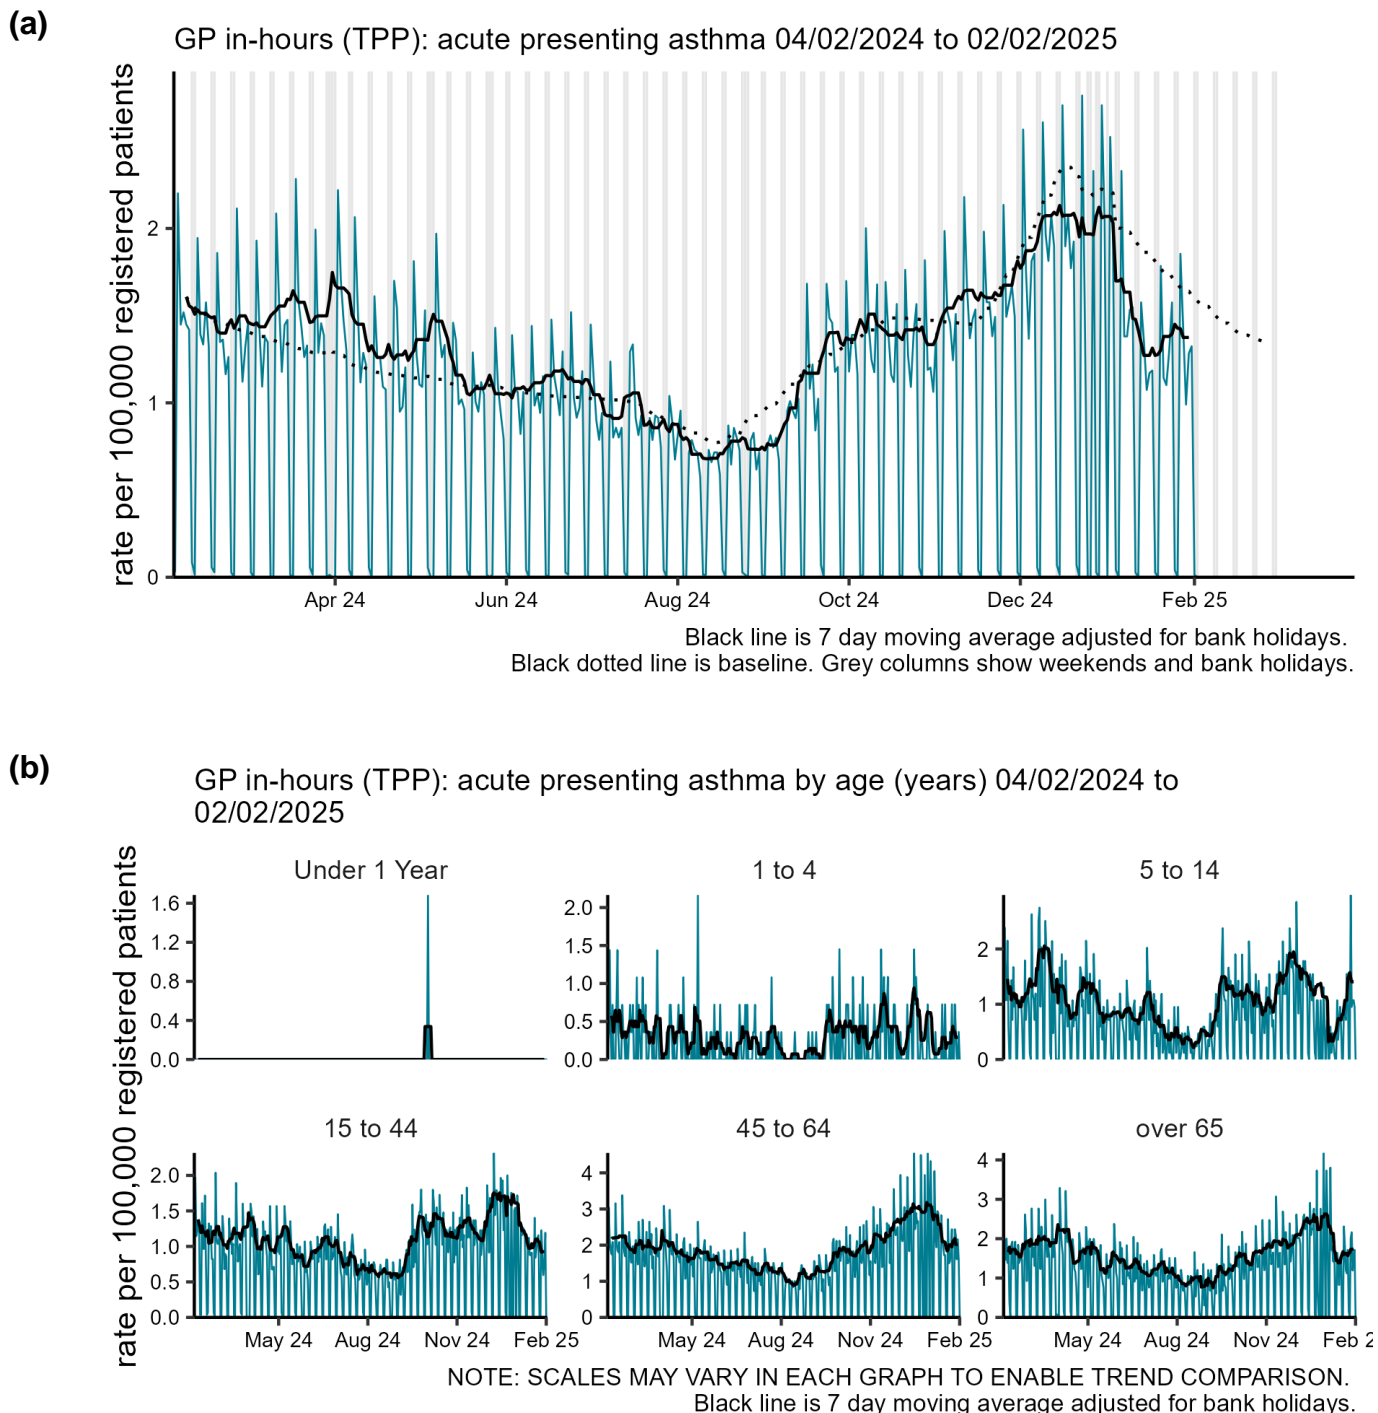 (a)
GP in-hours (TPP): acute presenting asthma 04/02/2024 to 02/02/2025
rate per 100,000 registered patients
2
1
0
Apr 24 Jun 24 Aug 24 Oct 24 Dec 24 Feb 25
Black line is 7 day moving average adjusted for bank holidays.
Black dotted line is baseline. Grey columns show weekends and bank holidays.
(b)
GP in-hours (TPP): acute presenting asthma by age (years) 04/02/2024 to
02/02/2025
rate per 100,000 registered patients
Under 1 Year
1.6
1.2
0.8
0.4
0.0
1 to 4
2.0
1.5
1.0
0.5
0.0
5 to 14
2
1
0
15 to 44
2.0
1.5
1.0
0.5
0.0
May 24 Aug 24 Nov 24 Feb 25
45 to 64
4
3
2
1
0
May 24 Aug 24 Nov 24 Feb 25
over 65
4
3
2
1
0
May 24 Aug 24 Nov 24 Feb 2
NOTE: SCALES MAY VARY IN EACH GRAPH TO ENABLE TREND COMPARISON.
Black line is 7 day moving average adjusted for bank holidays.